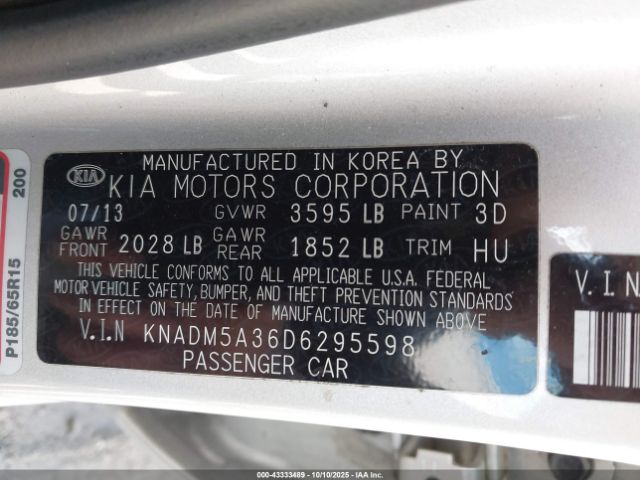 MANUFACTURED IN KOREA BY
KIA KIA MOTORS CORPORATION
07/13 GVWR 3595 LB PAINT 3D
GAWR FRONT 2028 LB GAWR REAR 1852 LB TRIM HU
THIS VEHICLE CONFORMS TO ALL APPLICABLE U.S.A. FEDERAL
MOTOR VEHICLE SAFETY, BUMPER, AND THEFT PREVENTION STANDARDS
IN EFFECT ON THE DATE OF MANUFACTURE SHOWN ABOVE
V.I.N KNADM5A36D6295598
PASSENGER CAR
P185/65R15
200
V.I.N
000-43333489 - 10/10/2025 - IAA Inc.